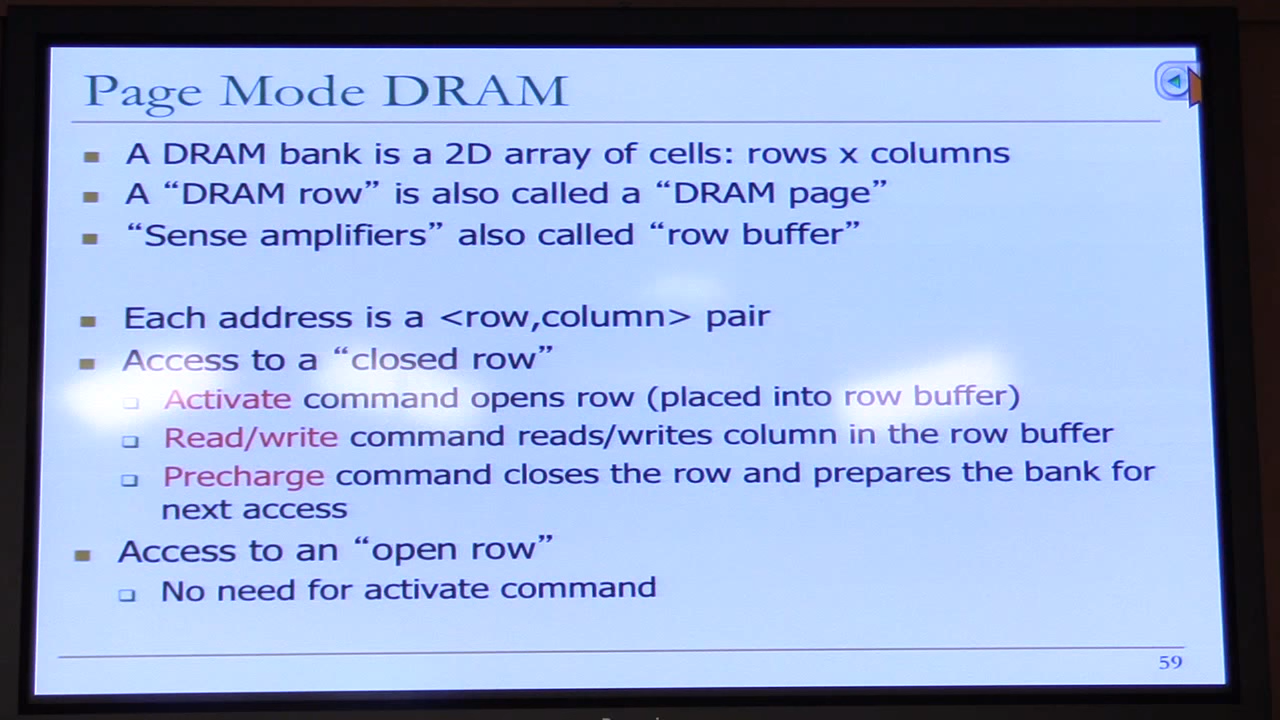 Page Mode DRAM
A DRAM bank is a 2D array of cells: rows x columns
A “DRAM row” is also called a “DRAM page”
“Sense amplifiers” also called “row buffer”
Each address is a <row,column> pair
Access to a “closed row”
Activate command opens row (placed into row buffer)
Read/write command reads/writes column in the row buffer
Precharge command closes the row and prepares the bank for
next access
Access to an “open row”
No need for activate command
59